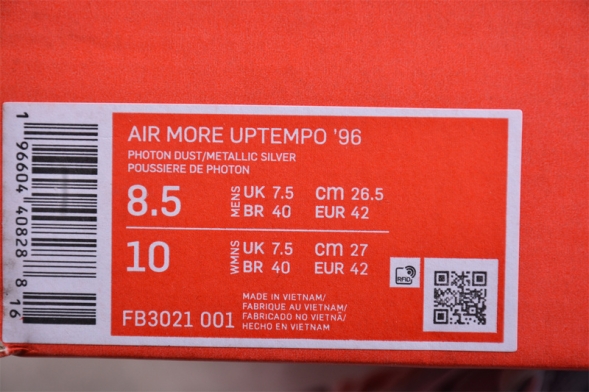 AIR MORE UPTEMPO '96
PHOTON DUST/METALLIC SILVER
POUSSIERE DE PHOTON
8.5 MENS UK 7.5 cm 26.5
BR 40 EUR 42
10 WMNS UK 7.5 cm 27
BR 40 EUR 42
RFID
MADE IN VIETNAM/
FABRIQUE AU VIETNAM/
FABRICADO NO VIETNÃ/
HECHO EN VIETNAM
FB3021 001
1 96604 40828 8 16